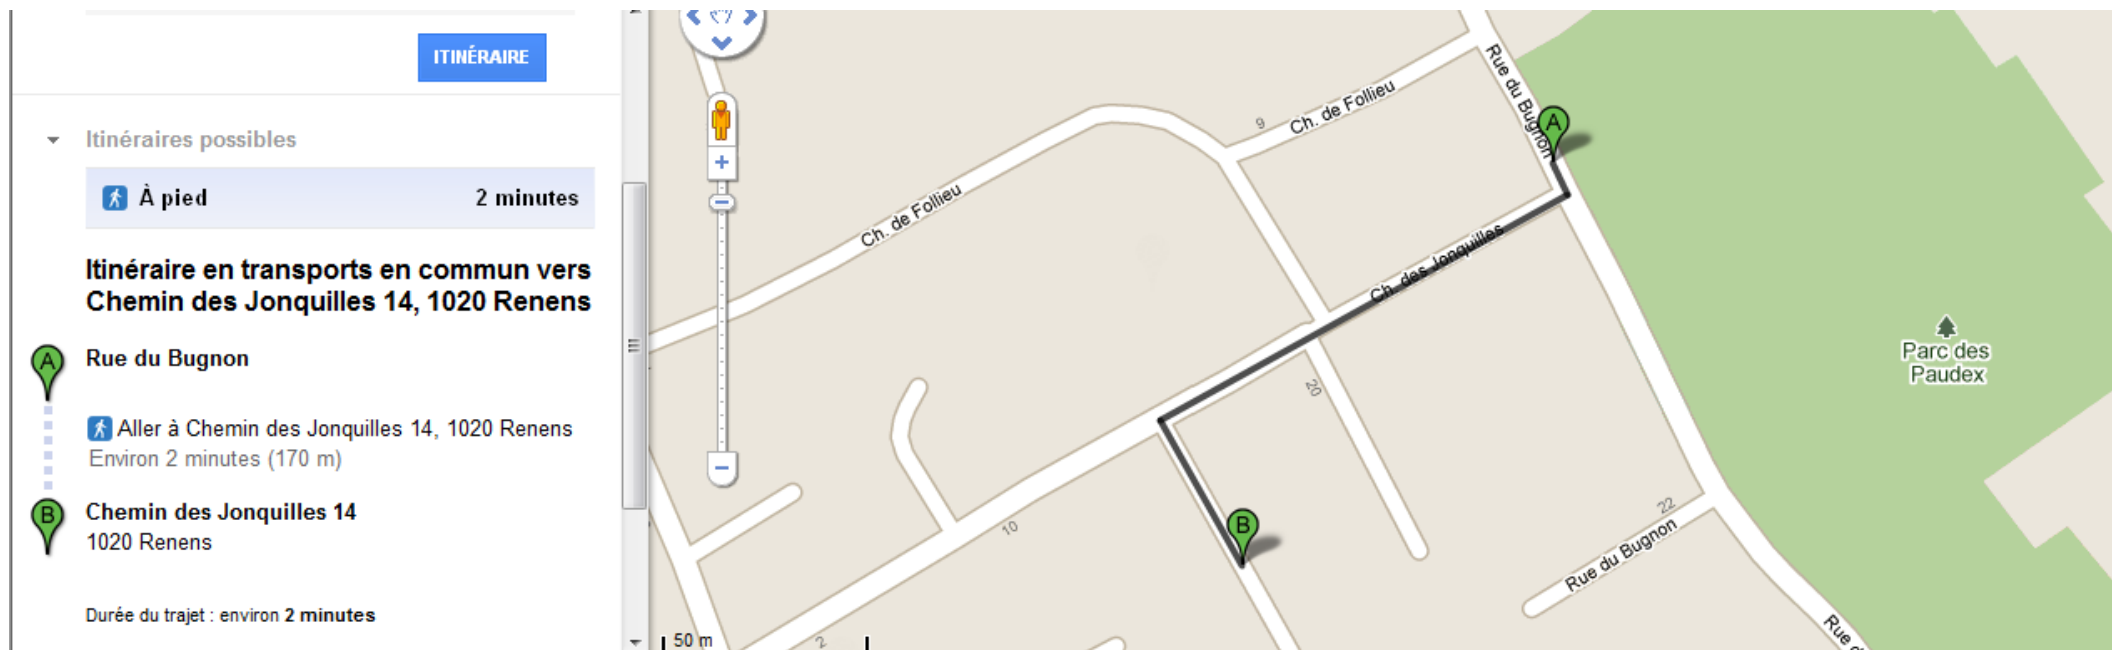 ITINÉRAIRE
Itinéraires possibles
À pied 2 minutes
Itinéraire en transports en commun vers
Chemin des Jonquilles 14, 1020 Renens
A Rue du Bugnon
Aller à Chemin des Jonquilles 14, 1020 Renens
Environ 2 minutes (170 m)
B Chemin des Jonquilles 14
1020 Renens
Durée du trajet : environ 2 minutes
Rue du Bugnon
A
9
Ch. de Follieu
Ch. de Follieu
Ch. des Jonquilles
Parc des
Paudex
20
22
Rue du Bugnon
10
B
2
50 m
Rue d